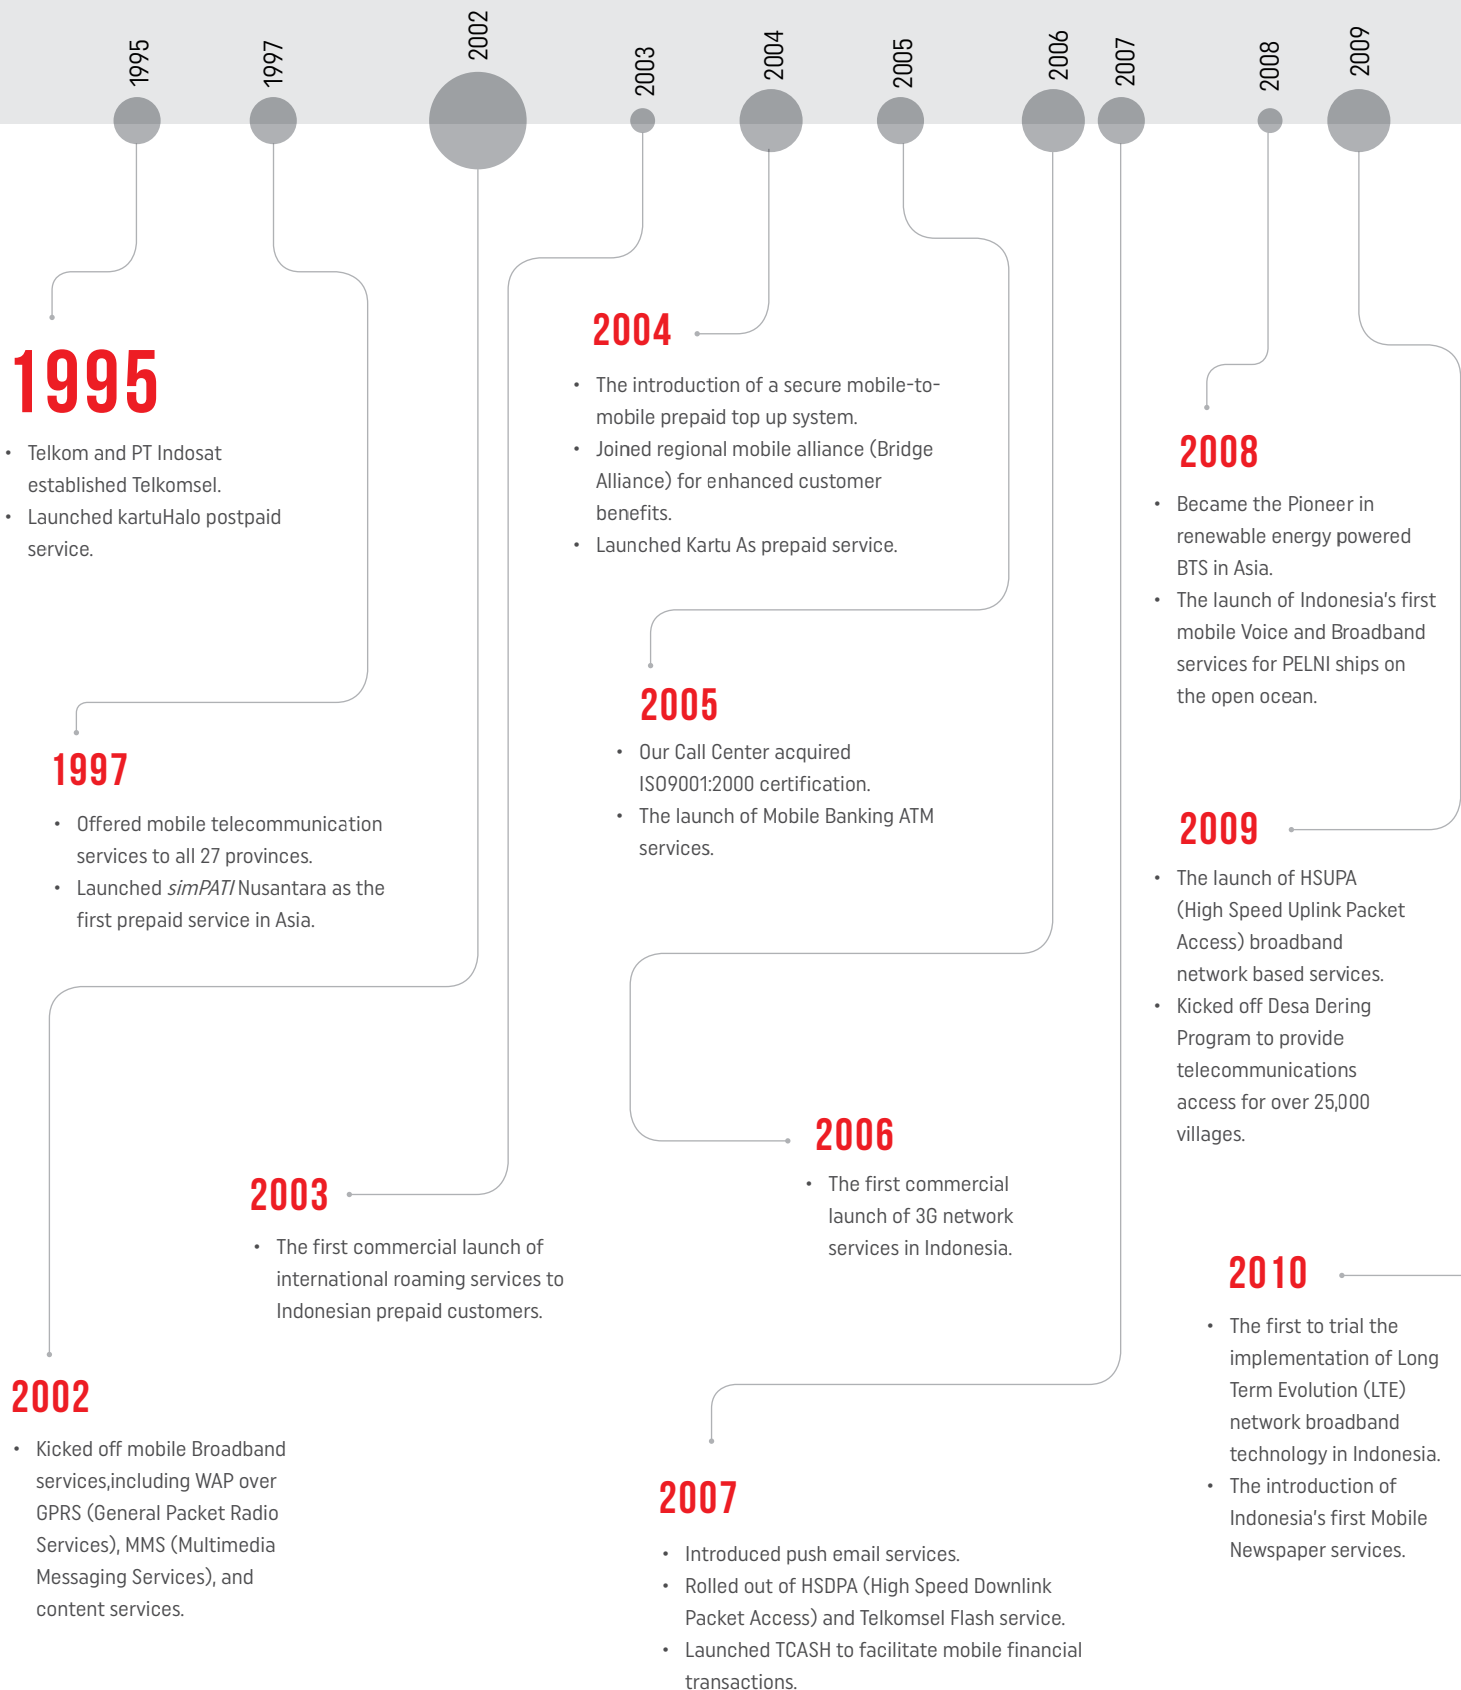 1995
1997
2002
2003
2004
2005
2006
2007
2008
2009
1995
• Telkom and PT Indosat
established Telkomsel.
• Launched kartuHalo postpaid
service.
1997
• Offered mobile telecommunication
services to all 27 provinces.
• Launched simPATI Nusantara as the
first prepaid service in Asia.
2002
• Kicked off mobile Broadband
services,including WAP over
GPRS (General Packet Radio
Services), MMS (Multimedia
Messaging Services), and
content services.
2003
• The first commercial launch of
international roaming services to
Indonesian prepaid customers.
2004
• The introduction of a secure mobile-to-
mobile prepaid top up system.
• Joined regional mobile alliance (Bridge
Alliance) for enhanced customer
benefits.
• Launched Kartu As prepaid service.
2005
• Our Call Center acquired
ISO9001:2000 certification.
• The launch of Mobile Banking ATM
services.
2006
• The first commercial
launch of 3G network
services in Indonesia.
2007
• Introduced push email services.
• Rolled out of HSDPA (High Speed Downlink
Packet Access) and Telkomsel Flash service.
• Launched TCASH to facilitate mobile financial
transactions.
2008
• Became the Pioneer in
renewable energy powered
BTS in Asia.
• The launch of Indonesia's first
mobile Voice and Broadband
services for PELNI ships on
the open ocean.
2009
• The launch of HSUPA
(High Speed Uplink Packet
Access) broadband
network based services.
• Kicked off Desa Dering
Program to provide
telecommunications
access for over 25,000
villages.
2010
• The first to trial the
implementation of Long
Term Evolution (LTE)
network broadband
technology in Indonesia.
• The introduction of
Indonesia's first Mobile
Newspaper services.